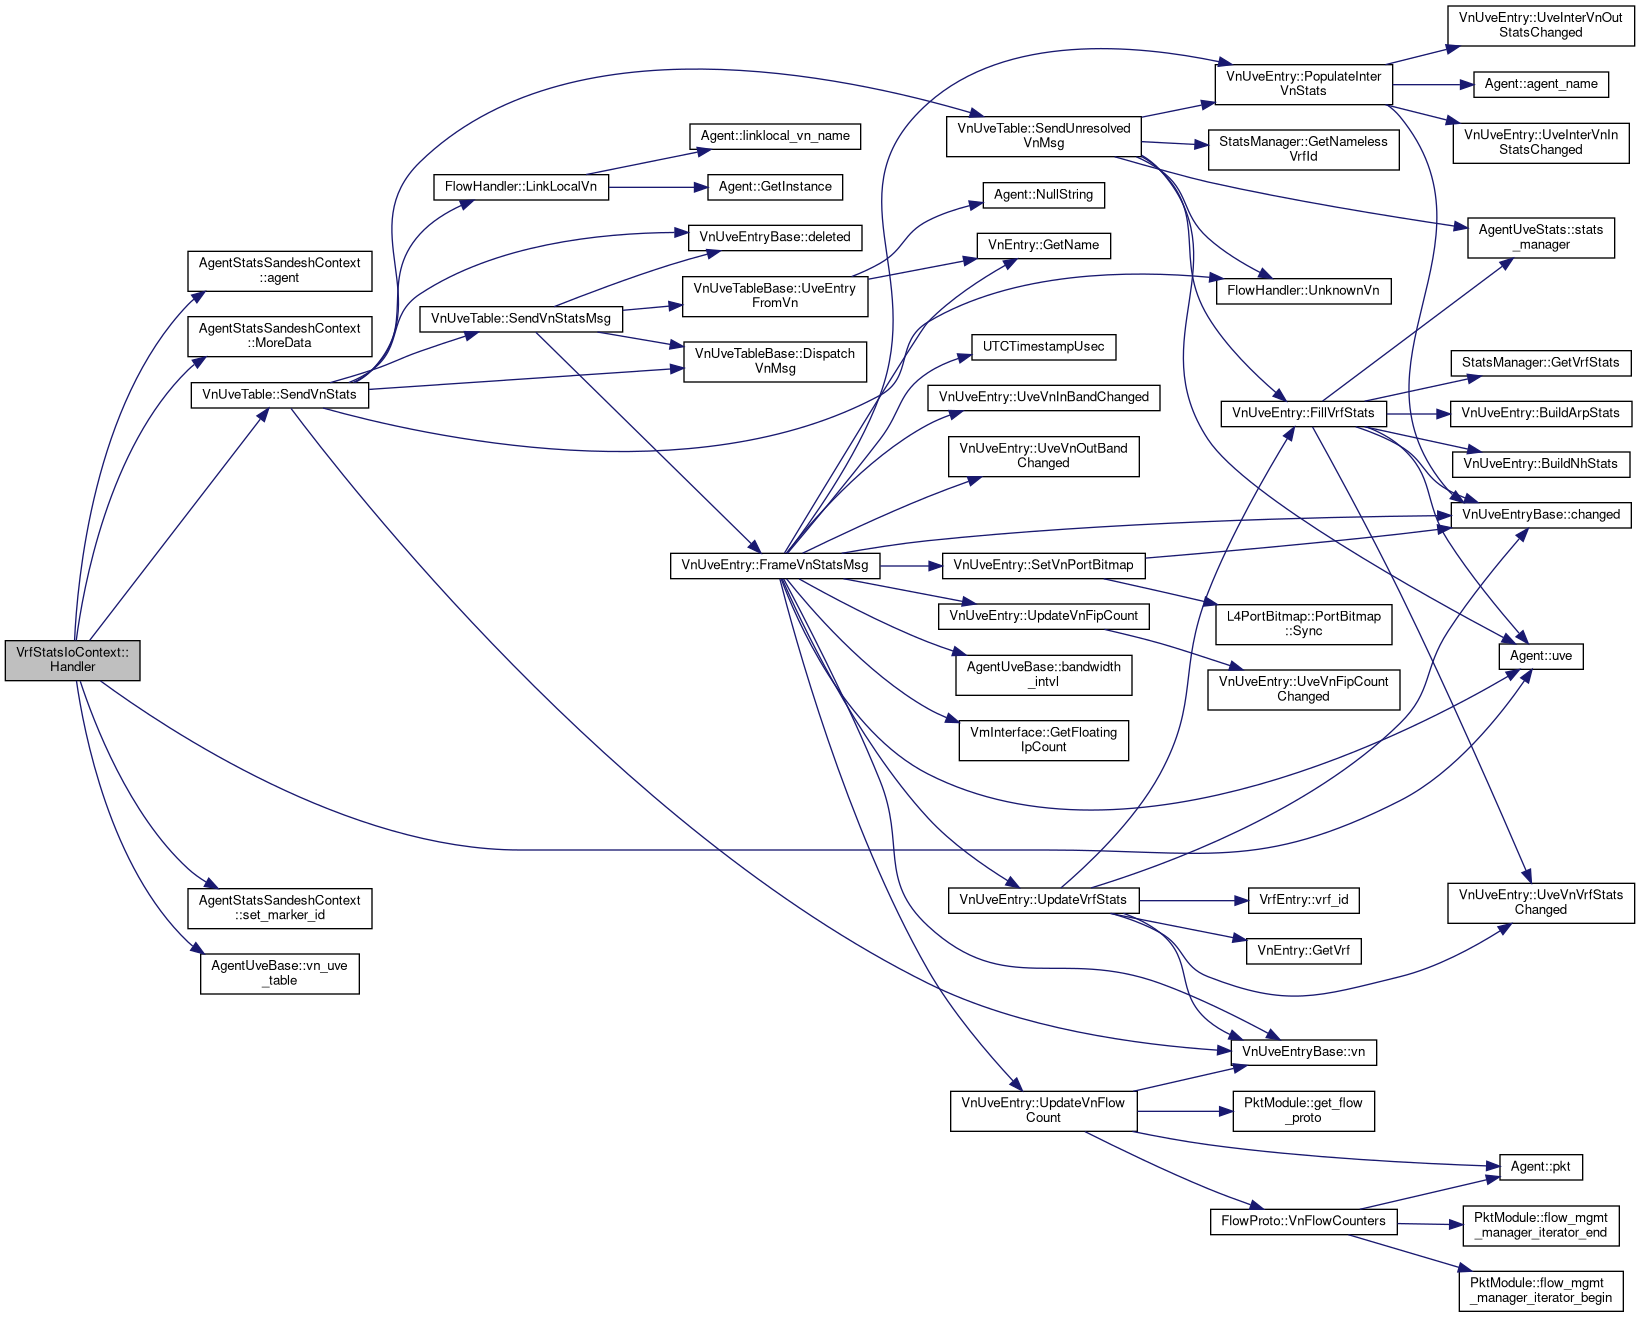 VrfStatsIoContext::
Handler
AgentStatsSandeshContext
::agent
AgentStatsSandeshContext
::MoreData
VnUveTable::SendVnStats
AgentStatsSandeshContext
::set_marker_id
AgentUveBase::vn_uve
_table
FlowHandler::LinkLocalVn
VnUveTable::SendVnStatsMsg
Agent::linklocal_vn_name
Agent::GetInstance
VnUveEntryBase::deleted
VnUveTableBase::UveEntry
FromVn
VnUveTableBase::Dispatch
VnMsg
VnUveEntry::FrameVnStatsMsg
VnUveTable::SendUnresolved
VnMsg
Agent::NullString
VnEntry::GetName
UTCTimestampUsec
VnUveEntry::UveVnInBandChanged
VnUveEntry::UveVnOutBand
Changed
VnUveEntry::SetVnPortBitmap
VnUveEntry::UpdateVnFipCount
AgentUveBase::bandwidth
_intvl
VmInterface::GetFloating
IpCount
VnUveEntry::UpdateVrfStats
VnUveEntry::UpdateVnFlow
Count
VnUveEntry::PopulateInter
VnStats
StatsManager::GetNameless
VrfId
FlowHandler::UnknownVn
VnUveEntry::FillVrfStats
L4PortBitmap::PortBitmap
::Sync
VnUveEntry::UveVnFipCount
Changed
VrfEntry::vrf_id
VnEntry::GetVrf
VnUveEntryBase::vn
PktModule::get_flow
_proto
FlowProto::VnFlowCounters
VnUveEntry::UveInterVnOut
StatsChanged
Agent::agent_name
VnUveEntry::UveInterVnIn
StatsChanged
AgentUveStats::stats
_manager
StatsManager::GetVrfStats
VnUveEntry::BuildArpStats
VnUveEntry::BuildNhStats
VnUveEntryBase::changed
Agent::uve
VnUveEntry::UveVnVrfStats
Changed
Agent::pkt
PktModule::flow_mgmt
_manager_iterator_end
PktModule::flow_mgmt
_manager_iterator_begin